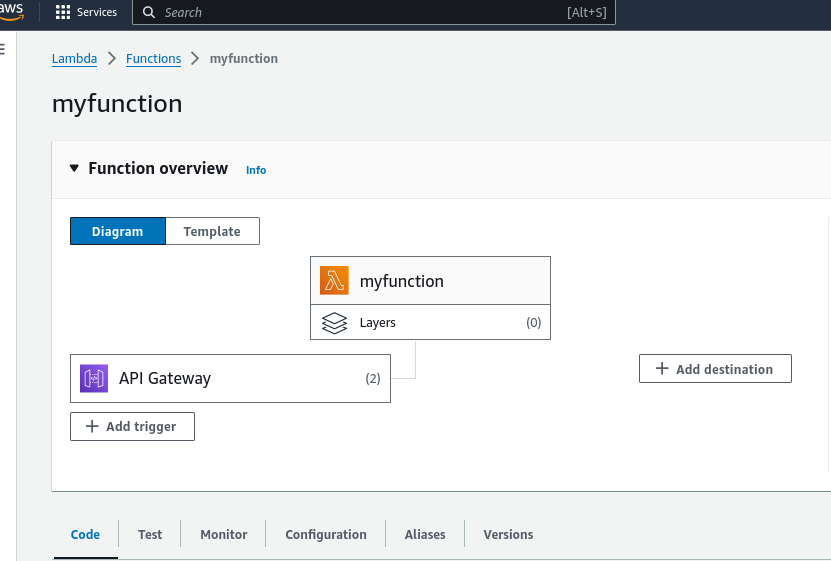 aws Services Search [Alt+S]
Lambda Functions myfunction
myfunction
Function overview Info
Diagram Template
myfunction
Layers (0)
API Gateway (2)
Add destination
Add trigger
Code Test Monitor Configuration Aliases Versions